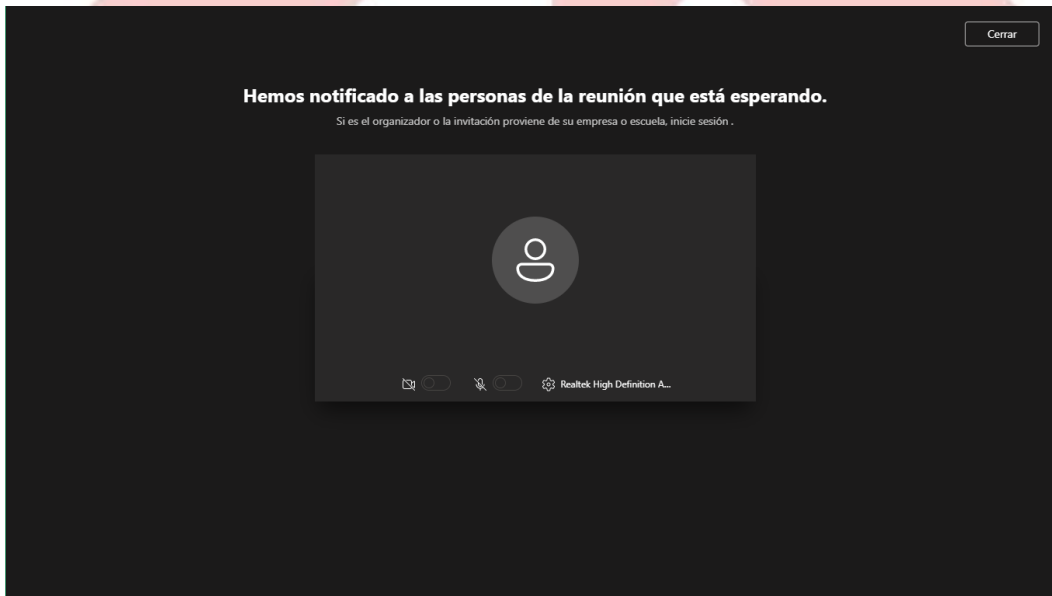 Cerrar
Hemos notificado a las personas de la reunión que está esperando.
Si es el organizador o la invitación proviene de su empresa o escuela, inicie sesión .
Realtek High Definition A...